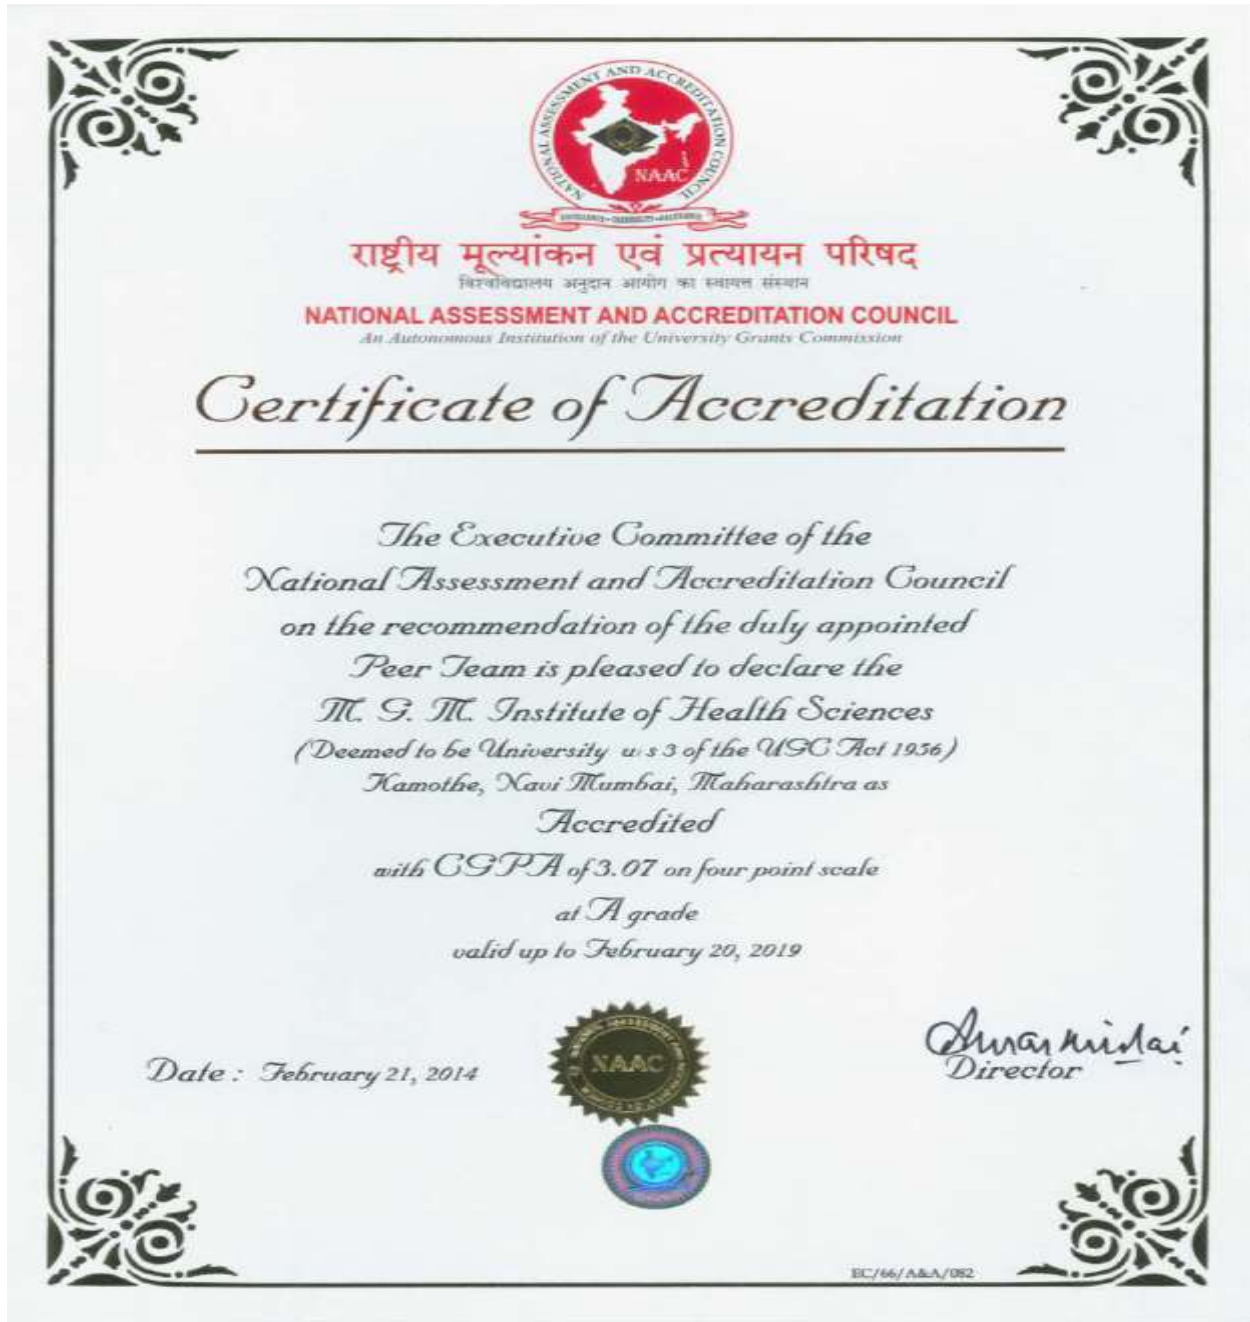 NATIONAL ASSESSMENT AND ACCREDITATION COUNCIL
NAAC
राष्ट्रीय मूल्यांकन एवं प्रत्यायन परिषद
विश्वविद्यालय अनुदान आयोग का स्वायत्त संस्थान
NATIONAL ASSESSMENT AND ACCREDITATION COUNCIL
An Autonomous Institution of the University Grants Commission
Certificate of Accreditation
The Executive Committee of the
National Assessment and Accreditation Council
on the recommendation of the duly appointed
Peer Team is pleased to declare the
M. G. M. Institute of Health Sciences
(Deemed to be University u/s 3 of the UGC Act 1956)
Kamothe, Navi Mumbai, Maharashtra as
Accredited
with CGPA of 3.07 on four point scale
at A grade
valid up to February 20, 2019
Date : February 21, 2014
NAAC
Director
EC/66/A&A/082